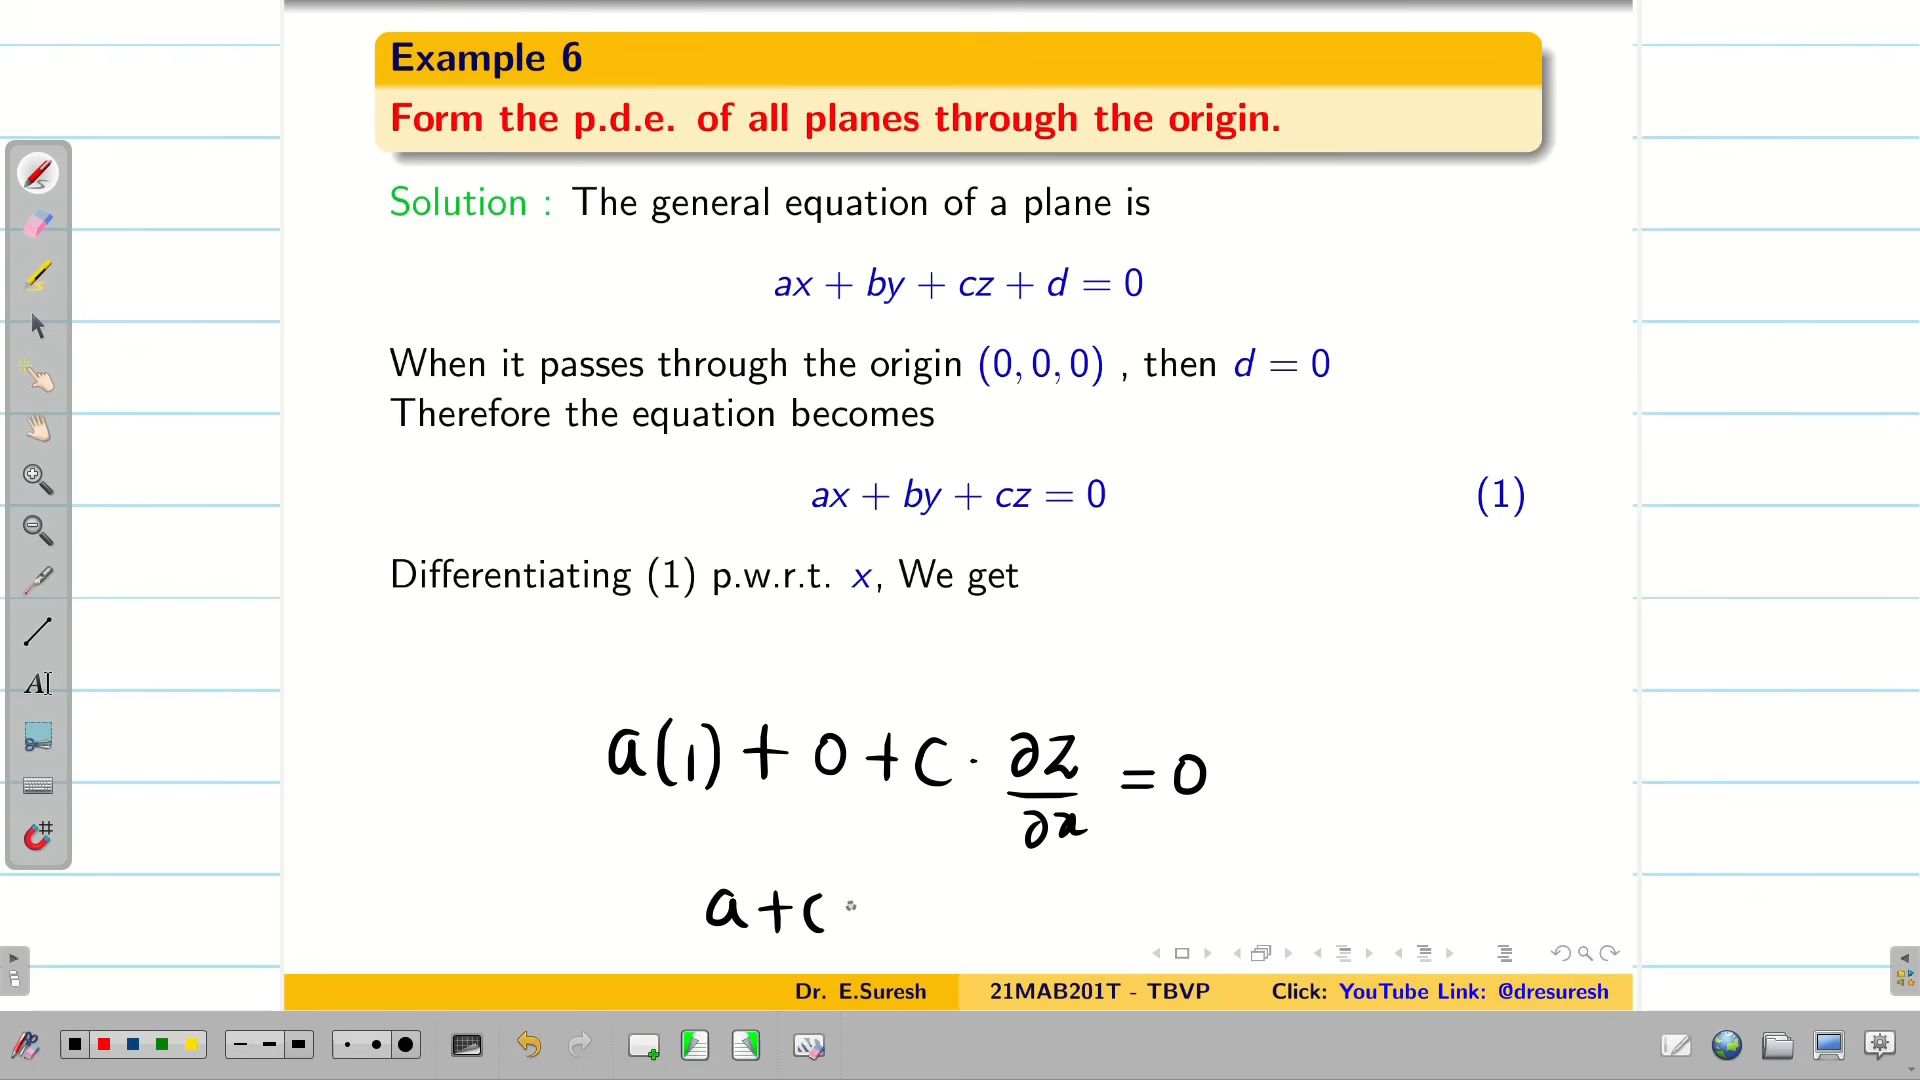 Example 6
Form the p.d.e. of all planes through the origin.
Solution : The general equation of a plane is
ax + by + cz + d = 0
When it passes through the origin (0, 0, 0) , then d = 0
Therefore the equation becomes
ax + by + cz = 0 (1)
Differentiating (1) p.w.r.t. x, We get
a(1) + 0 + c · ∂z/∂x = 0
a + c ·
Dr. E.Suresh 21MAB201T - TBVP Click: YouTube Link: @dresuresh